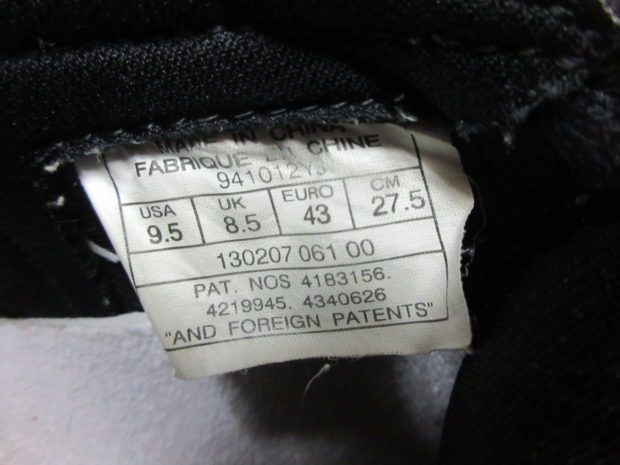 MADE IN CHINA
FABRIQUE EN CHINE
941012YJ
USA UK EURO CM
9.5 8.5 43 27.5
130207 061 00
PAT. NOS 4183156.
4219945. 4340626
"AND FOREIGN PATENTS"